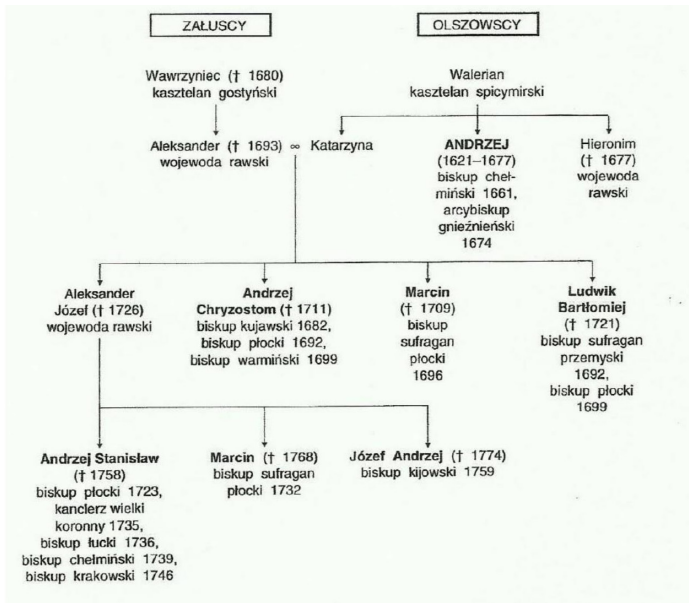 ZAŁUSCY
OLSZOWSCY
Wawrzyniec († 1680)
kasztelan gostyński
Walerian
kasztelan spicymirski
Aleksander († 1693) ∞ Katarzyna
wojewoda rawski
ANDRZEJ
(1621–1677)
biskup cheł-
miński 1661,
arcybiskup
gnieźnieński
1674
Hieronim
(† 1677)
wojewoda
rawski
Aleksander
Józef († 1726)
wojewoda rawski
Andrzej
Chryzostom († 1711)
biskup kujawski 1682,
biskup płocki 1692,
biskup warmiński 1699
Marcin
(† 1709)
biskup
sufragan
płocki
1696
Ludwik
Bartłomiej
(† 1721)
biskup sufragan
przemyski
1692,
biskup płocki
1699
Andrzej Stanisław
(† 1758)
biskup płocki 1723,
kanclerz wielki
koronny 1735,
biskup łucki 1736,
biskup chełmiński 1739,
biskup krakowski 1746
Marcin († 1768)
biskup sufragan
płocki 1732
Józef Andrzej († 1774)
biskup kijowski 1759